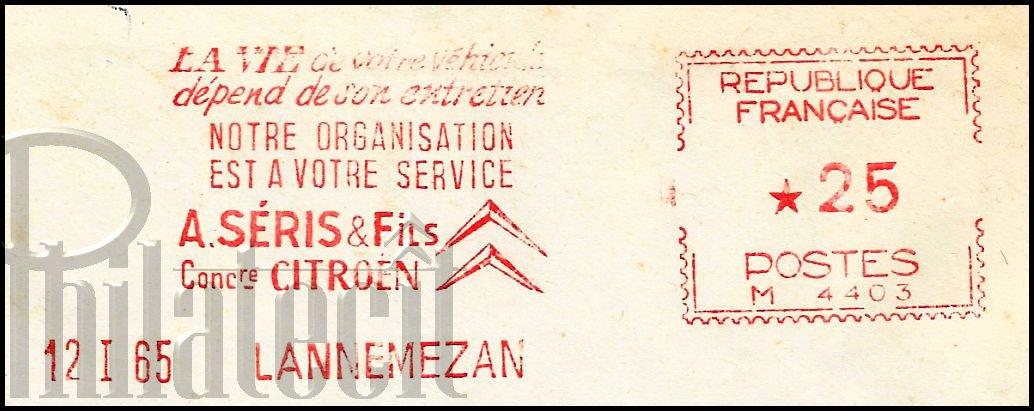 LA VIE de votre véhicule
dépend de son entretien
NOTRE ORGANISATION
EST A VOTRE SERVICE
A. SÉRIS & FILS
Concre CITROËN
12 I 65 LANNEMEZAN
REPUBLIQUE
FRANÇAISE
★ 25
POSTES
M 4403
Philatocit